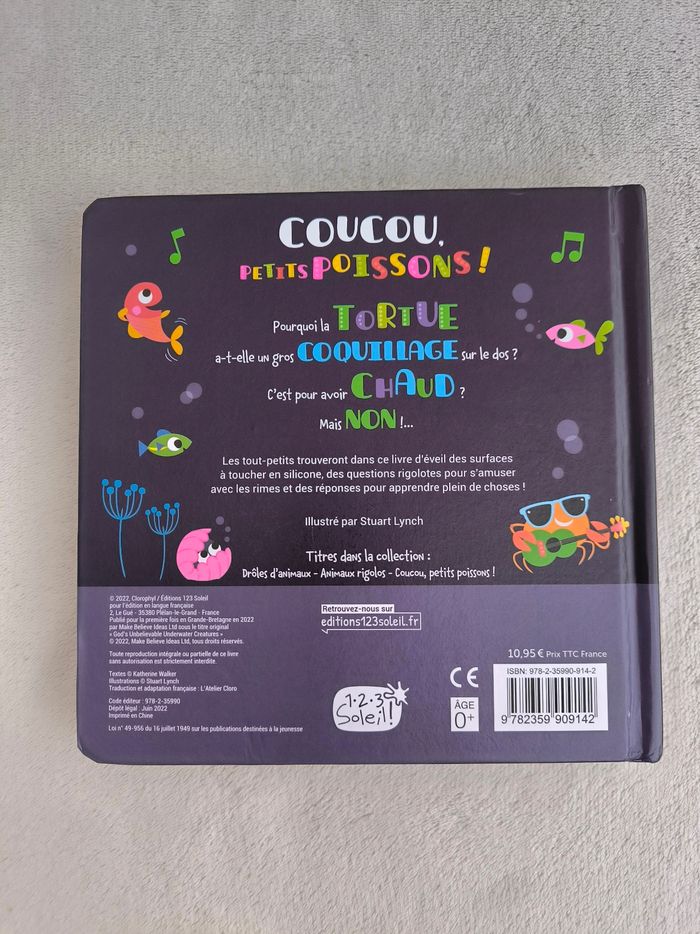 COUCOU,
PETITS POISSONS !
Pourquoi la TORTUE
a-t-elle un gros COQUILLAGE sur le dos ?
C'est pour avoir CHAUD ?
Mais NON !...
Les tout-petits trouveront dans ce livre d'éveil des surfaces
à toucher en silicone, des questions rigolotes pour s'amuser
avec les rimes et des réponses pour apprendre plein de choses !
Illustré par Stuart Lynch
Titres dans la collection :
Drôles d'animaux - Animaux rigolos - Coucou, petits poissons !
© 2022, Clorophyl / Éditions 123 Soleil
pour l'édition en langue française
2, Le Gué - 35380 Plélan-le-Grand - France
Publié pour la première fois en Grande-Bretagne en 2022
par Make Believe Ideas Ltd, sous le titre original
« God's Unbelievable Underwater Creatures »
© 2022, Make Believe Ideas Ltd, tous droits réservés.
Toute reproduction intégrale ou partielle de ce livre
sans autorisation est strictement interdite.
Textes © Katherine Walker
Illustrations © Stuart Lynch
Traduction et adaptation française : L'Atelier Cloro
Code éditeur : 978-2-35990
Dépôt légal : Juin 2022
Imprimé en Chine
Loi n° 49-956 du 16 juillet 1949 sur les publications destinées à la jeunesse
Retrouvez-nous sur
editions123soleil.fr
1·2·3
Soleil!
CE
ÂGE
0+
10,95 € Prix TTC France
ISBN: 978-2-35990-914-2
9 782359 909142